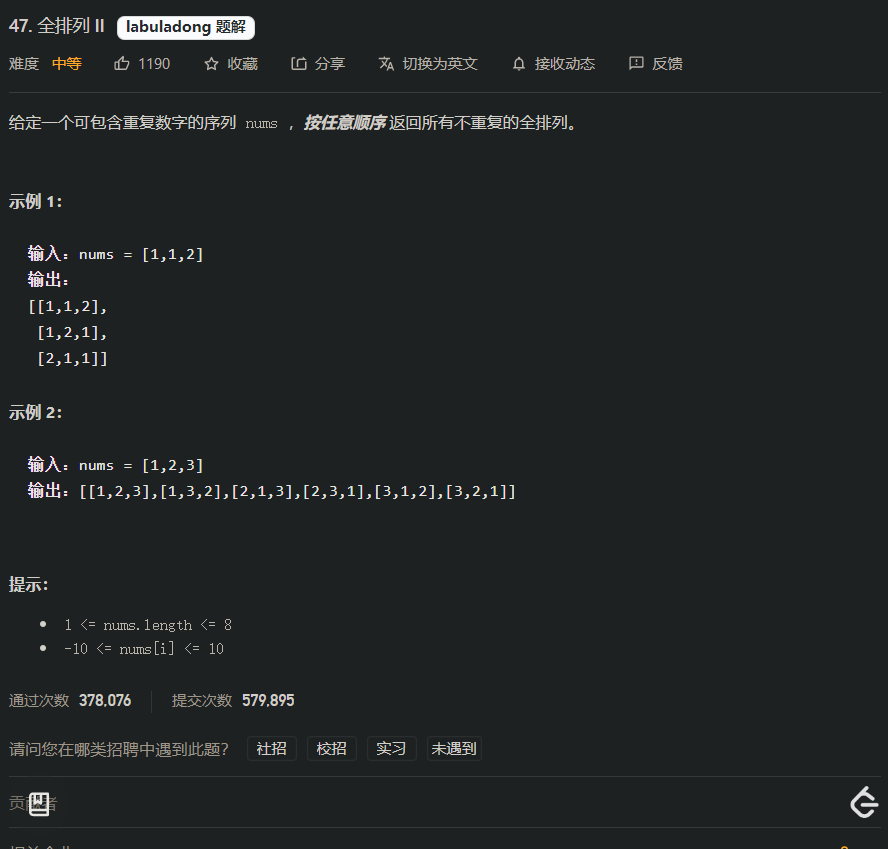 47. 全排列 II labuladong 题解
难度 中等 1190 收藏 分享 切换为英文 接收动态 反馈
给定一个可包含重复数字的序列 nums ，按任意顺序 返回所有不重复的全排列。
示例 1：
输入：nums = [1,1,2]
输出：
[[1,1,2],
[1,2,1],
[2,1,1]]
示例 2：
输入：nums = [1,2,3]
输出：[[1,2,3],[1,3,2],[2,1,3],[2,3,1],[3,1,2],[3,2,1]]
提示：
1 <= nums.length <= 8
-10 <= nums[i] <= 10
通过次数 378,076 提交次数 579,895
请问您在哪类招聘中遇到此题？ 社招 校招 实习 未遇到
贡献者